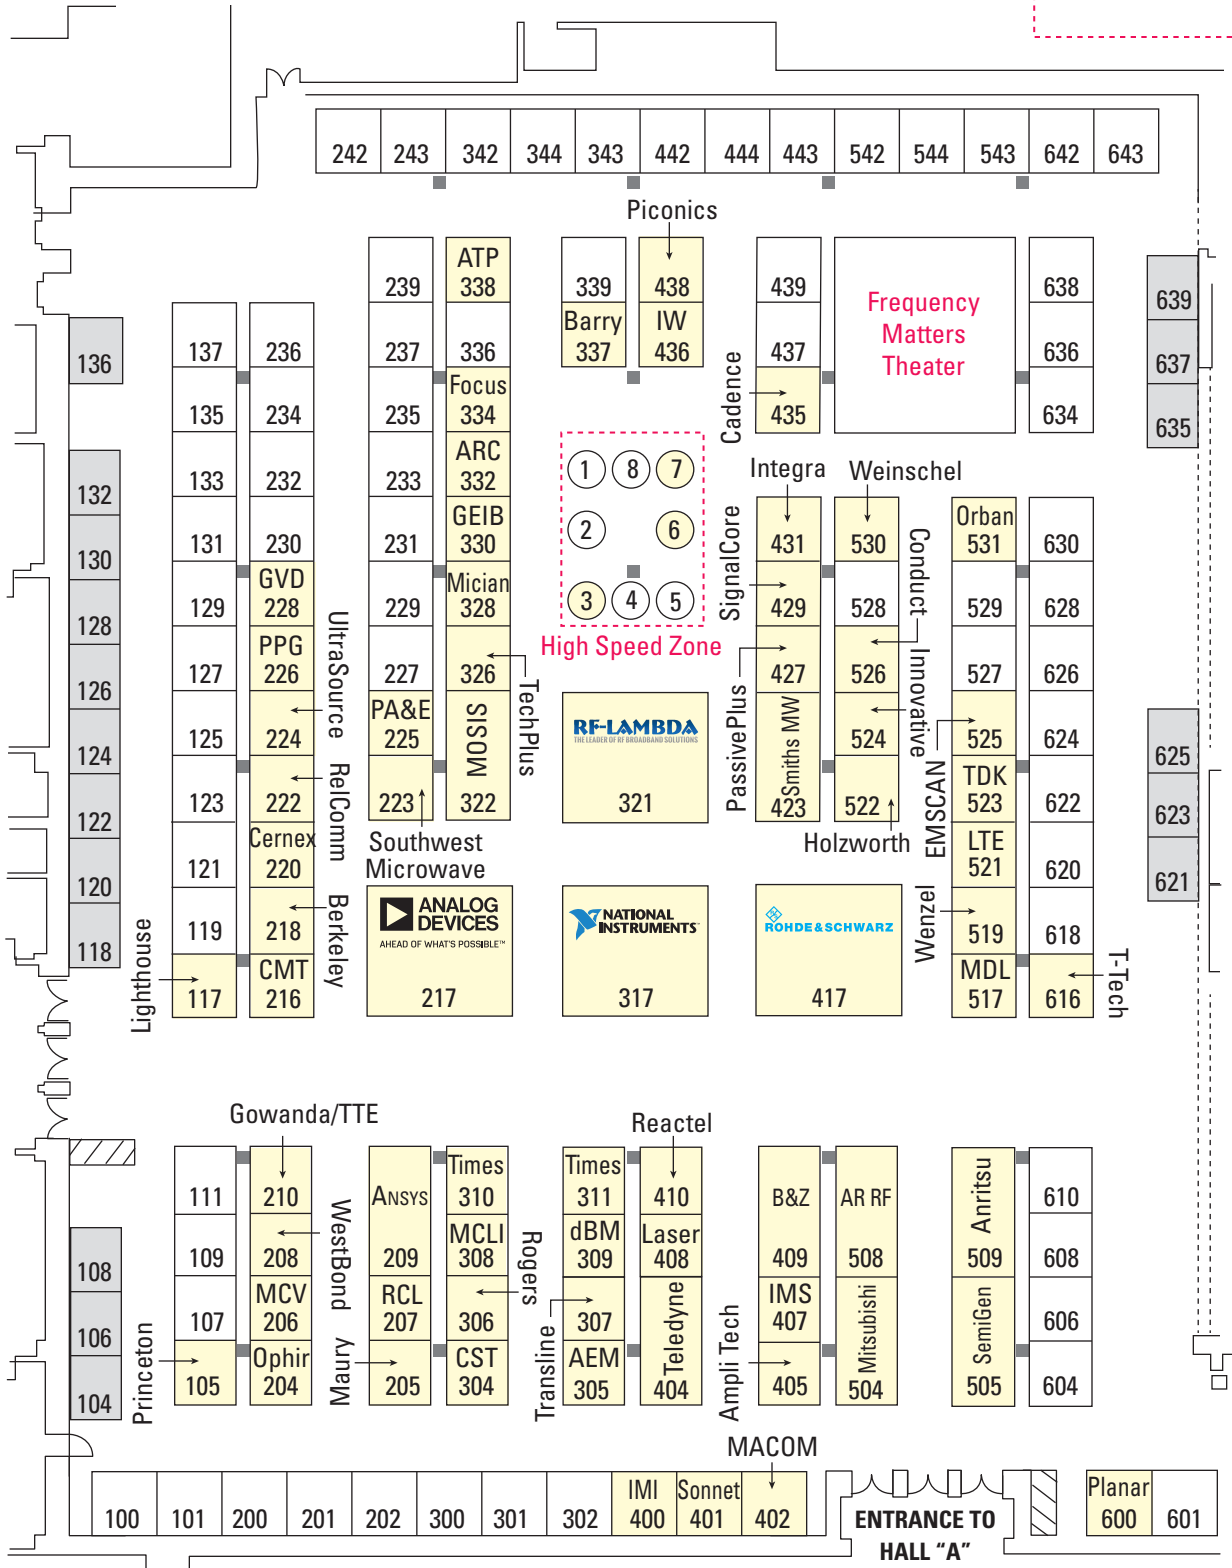 242 243 342 344 343 442 444 443 542 544 543 642 643
Piconics
239
ATP
338
339
438
439
Frequency
Matters
Theater
638
639
137 236
237 336
Barry
337
IW
436
437
636
637
136
135 234
235
Focus
334
Cadence
435
634
635
133 232
233
ARC
332
1 8 7
Integra
Weinschel
132
131 230
231
GEIB
330
2 6
431
530
Orban
531
630
130
129
GVD
228
229
Mician
328
3 4 5
SignalCore
429
528
Conduct
529
628
128
High Speed Zone
127
PPG
226
UltraSource
227
326
TechPlus
PassivePlus
427
526
Innovative
527
626
126
125
224
PA&E
225
MOSIS
322
RF-LAMBDA
THE LEADER OF RF BROADBAND SOLUTIONS
321
Smiths MW
423
524
EMSCAN
525
624
625
124
123
222
RelComm
223
Southwest
Microwave
522
Holzworth
TDK
523
622
623
122
121
Cernex
220
LTE
521
620
621
120
119
218
Berkeley
ANALOG
DEVICES
AHEAD OF WHAT'S POSSIBLE™
217
NATIONAL
INSTRUMENTS
317
ROHDE & SCHWARZ
417
Wenzel
519
618
118
Lighthouse
117
CMT
216
MDL
517
616
T-Tech
Gowanda/TTE
Reactel
111
210
ANSYS
209
Times
310
Times
311
410
B&Z
409
AR RF
508
Anritsu
509
610
109
208
WestBond
MCLI
308
Rogers
dBM
309
Laser
408
608
108
107
MCV
206
RCL
207
306
Transline
307
Teledyne
404
IMS
407
Mitsubishi
504
SemiGen
505
606
106
Princeton
105
Ophir
204
Maury
205
CST
304
AEM
305
Ampli Tech
405
604
104
MACOM
100 101 200 201 202 300 301 302
IMI
400
Sonnet
401
402
ENTRANCE TO
HALL “A”
Planar
600
601